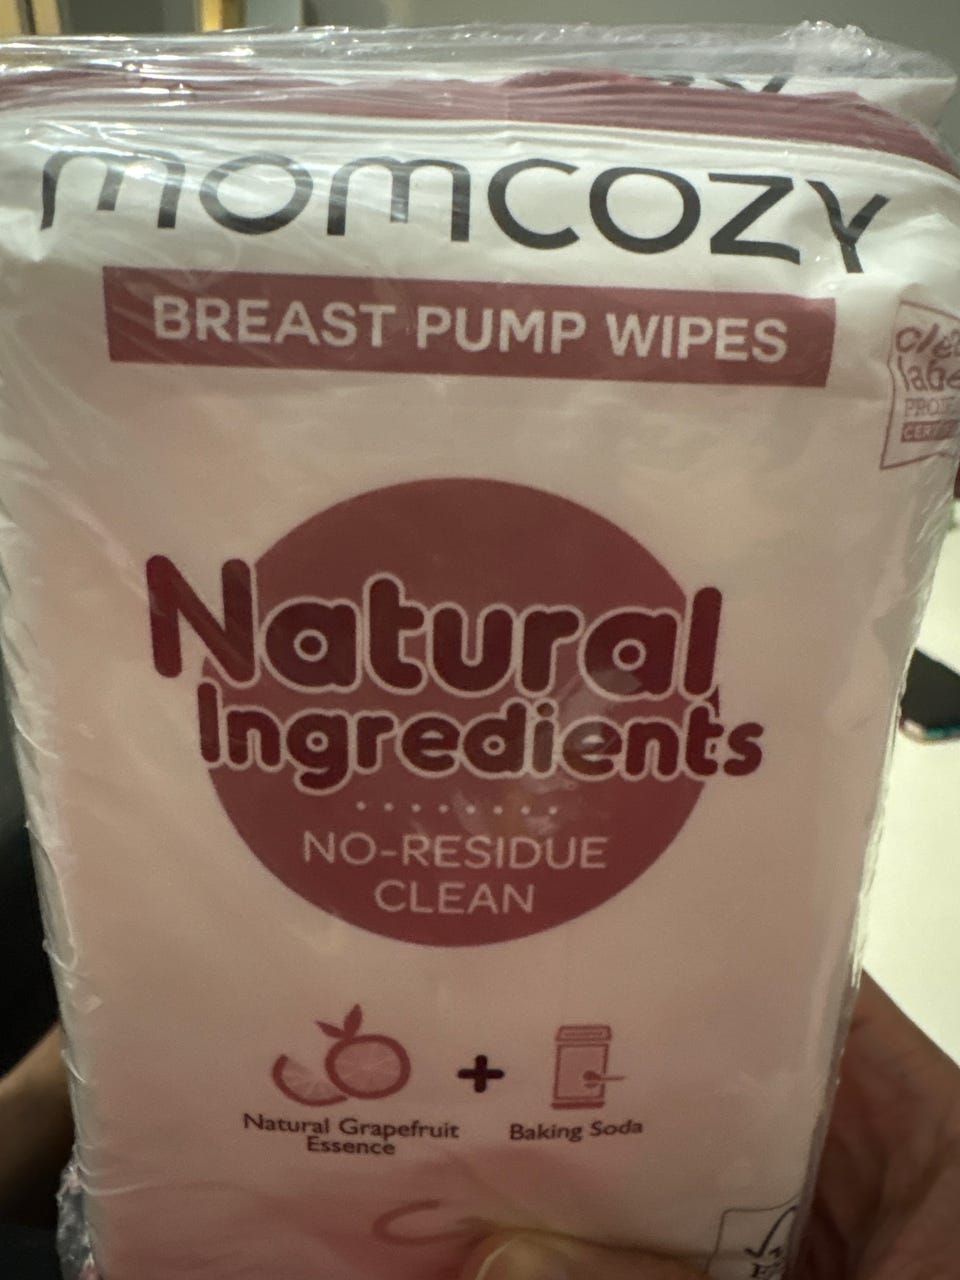 momcozy
BREAST PUMP WIPES
Natural
Ingredients
NO-RESIDUE
CLEAN
Natural Grapefruit
Essence
+
Baking Soda